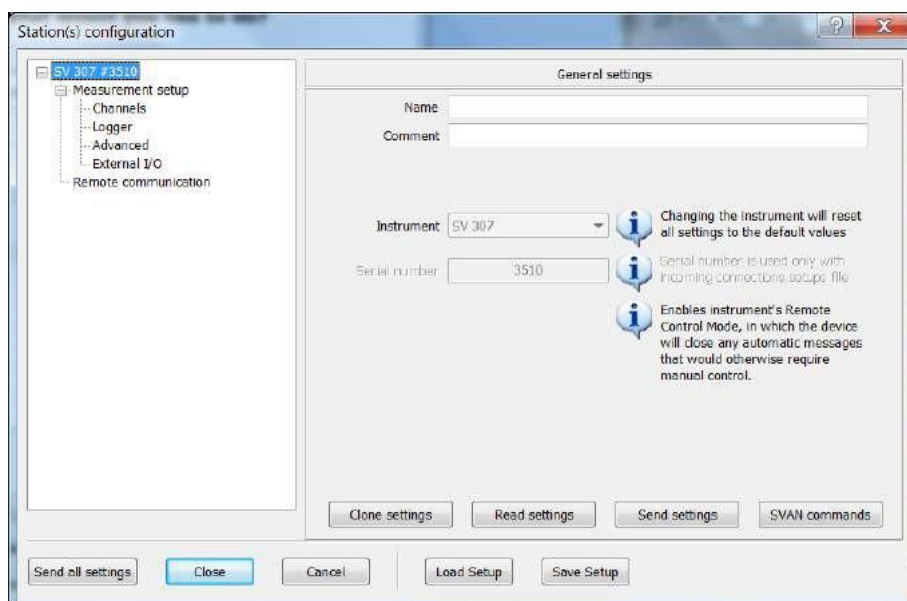 Station(s) configuration
SV 307 #3510
Measurement setup
Channels
Logger
Advanced
External I/O
Remote communication
General settings
Name
Comment
Instrument
SV 307
Changing the instrument will reset
all settings to the default values
Serial number
3510
Serial number is used only with
incoming connections setups file
Enables instrument's Remote
Control Mode, in which the device
will close any automatic messages
that would otherwise require
manual control.
Clone settings
Read settings
Send settings
SVAN commands
Send all settings
Close
Cancel
Load Setup
Save Setup